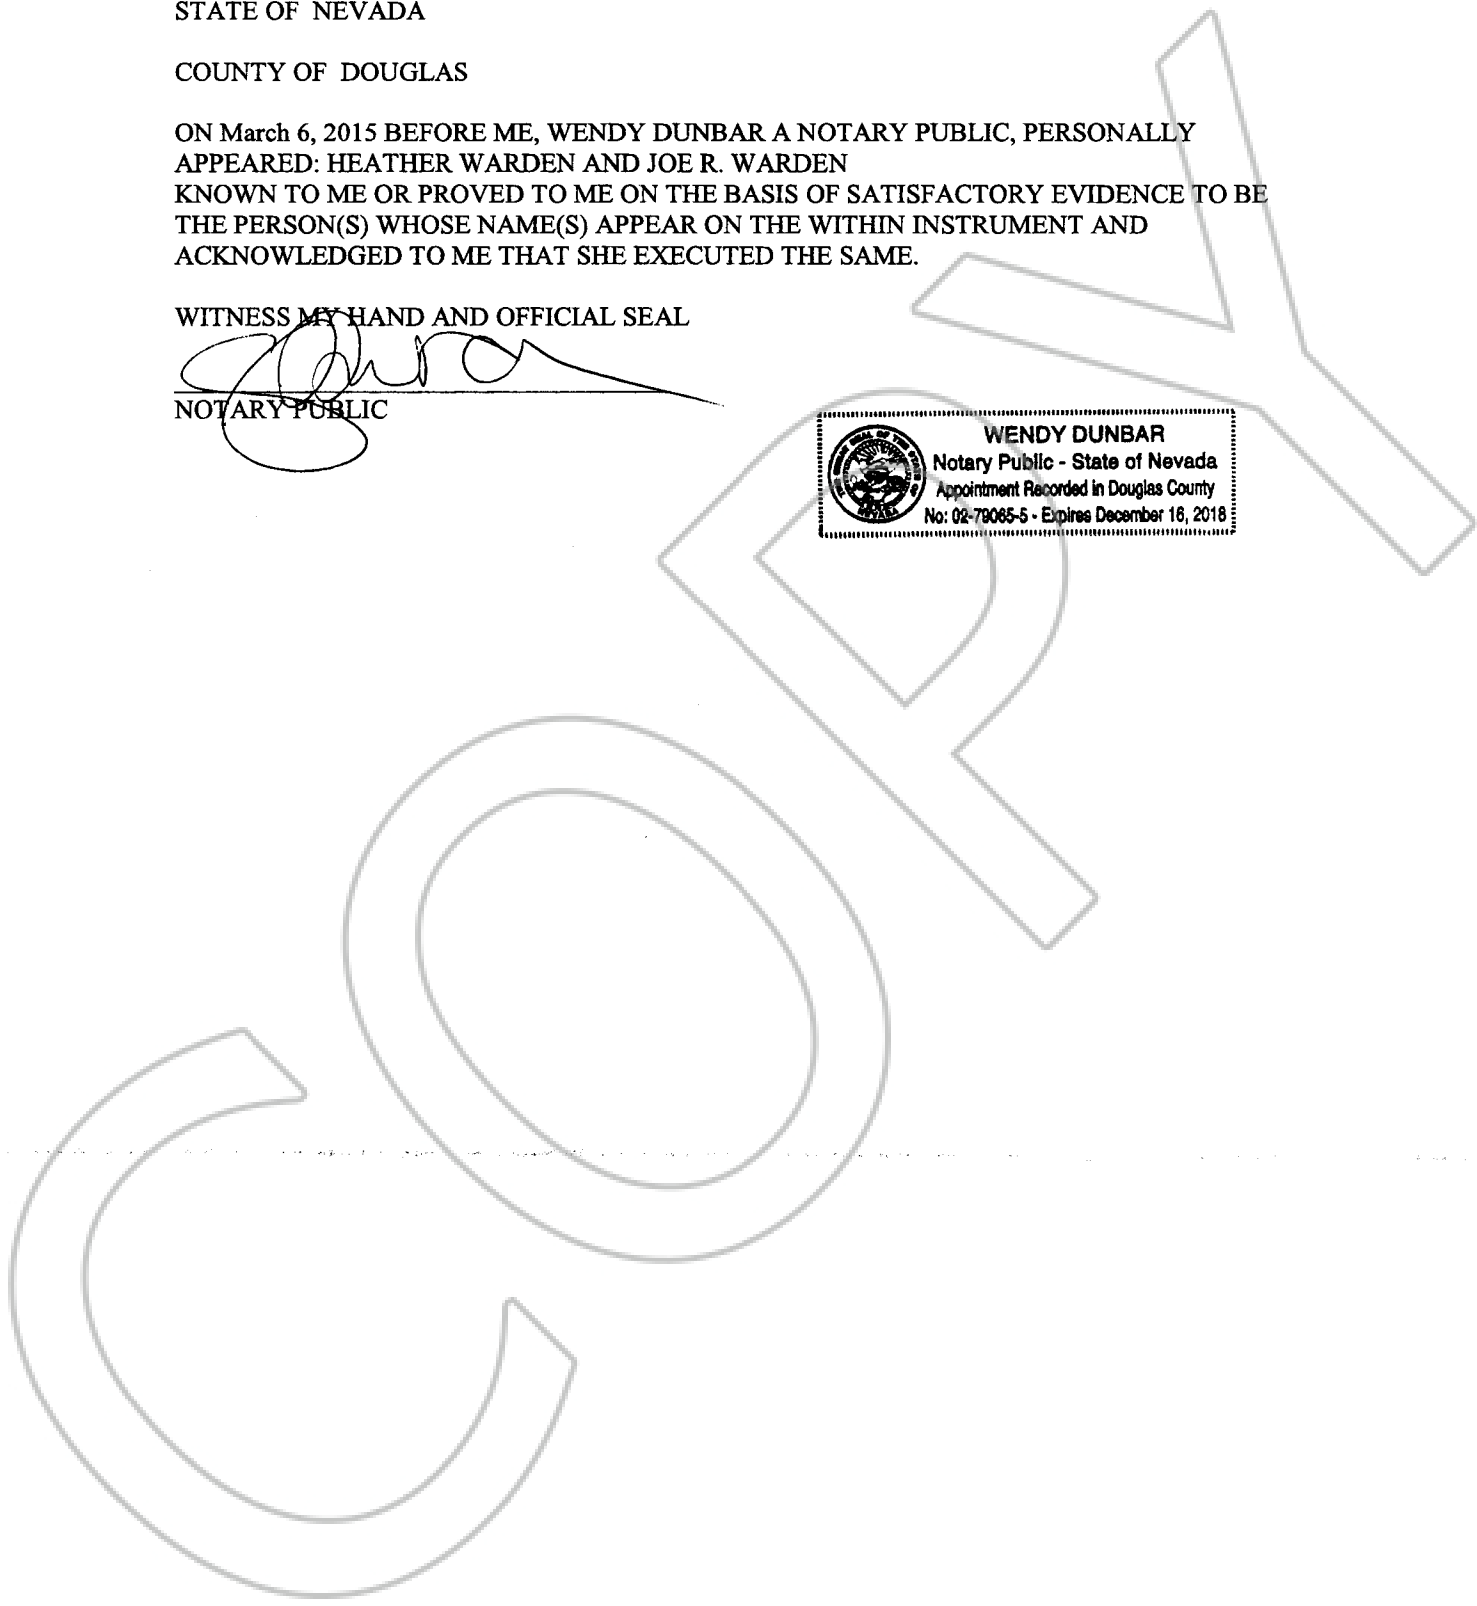 STATE OF NEVADA
COUNTY OF DOUGLAS
ON March 6, 2015 BEFORE ME, WENDY DUNBAR A NOTARY PUBLIC, PERSONALLY
APPEARED: HEATHER WARDEN AND JOE R. WARDEN
KNOWN TO ME OR PROVED TO ME ON THE BASIS OF SATISFACTORY EVIDENCE TO BE
THE PERSON(S) WHOSE NAME(S) APPEAR ON THE WITHIN INSTRUMENT AND
ACKNOWLEDGED TO ME THAT SHE EXECUTED THE SAME.
WITNESS MY HAND AND OFFICIAL SEAL
NOTARY PUBLIC
WENDY DUNBAR
Notary Public - State of Nevada
Appointment Recorded in Douglas County
No: 02-79065-5 - Expires December 16, 2018
COPY